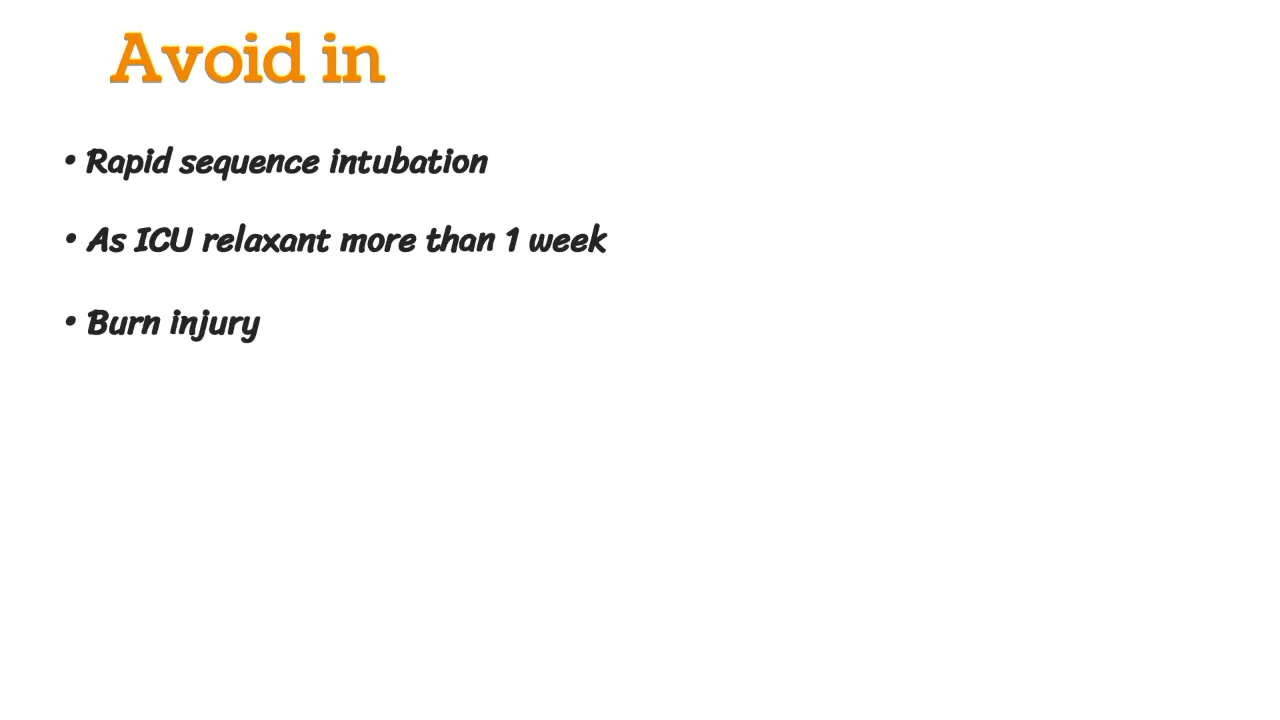 Avoid in
• Rapid sequence intubation
• As ICU relaxant more than 1 week
• Burn injury